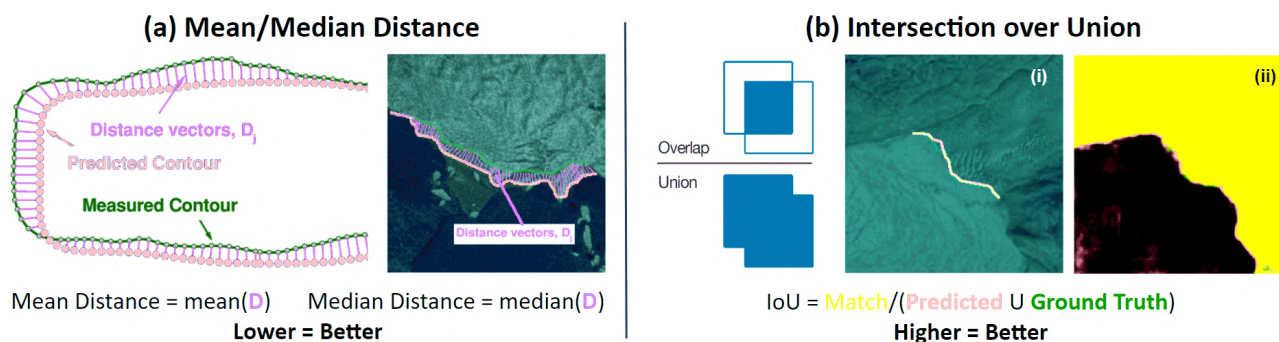 (a) Mean/Median Distance
Distance vectors, Dj
Predicted Contour
Measured Contour
Distance vectors, Dj
Mean Distance = mean(D)
Median Distance = median(D)
Lower = Better
(b) Intersection over Union
Overlap
Union
(i)
(ii)
IoU = Match/(Predicted U Ground Truth)
Higher = Better